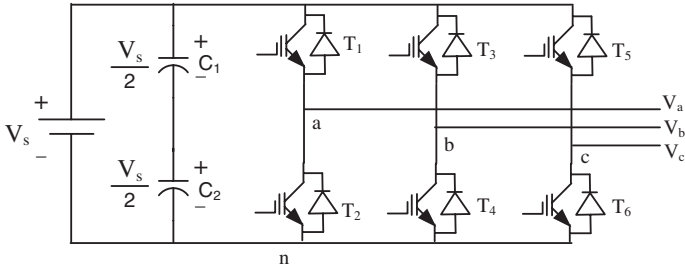 V_s/2
+
C_1
−
T_1
T_3
T_5
+
V_s
−
a
V_a
b
V_b
c
V_c
V_s/2
+
C_2
−
T_2
T_4
T_6
n